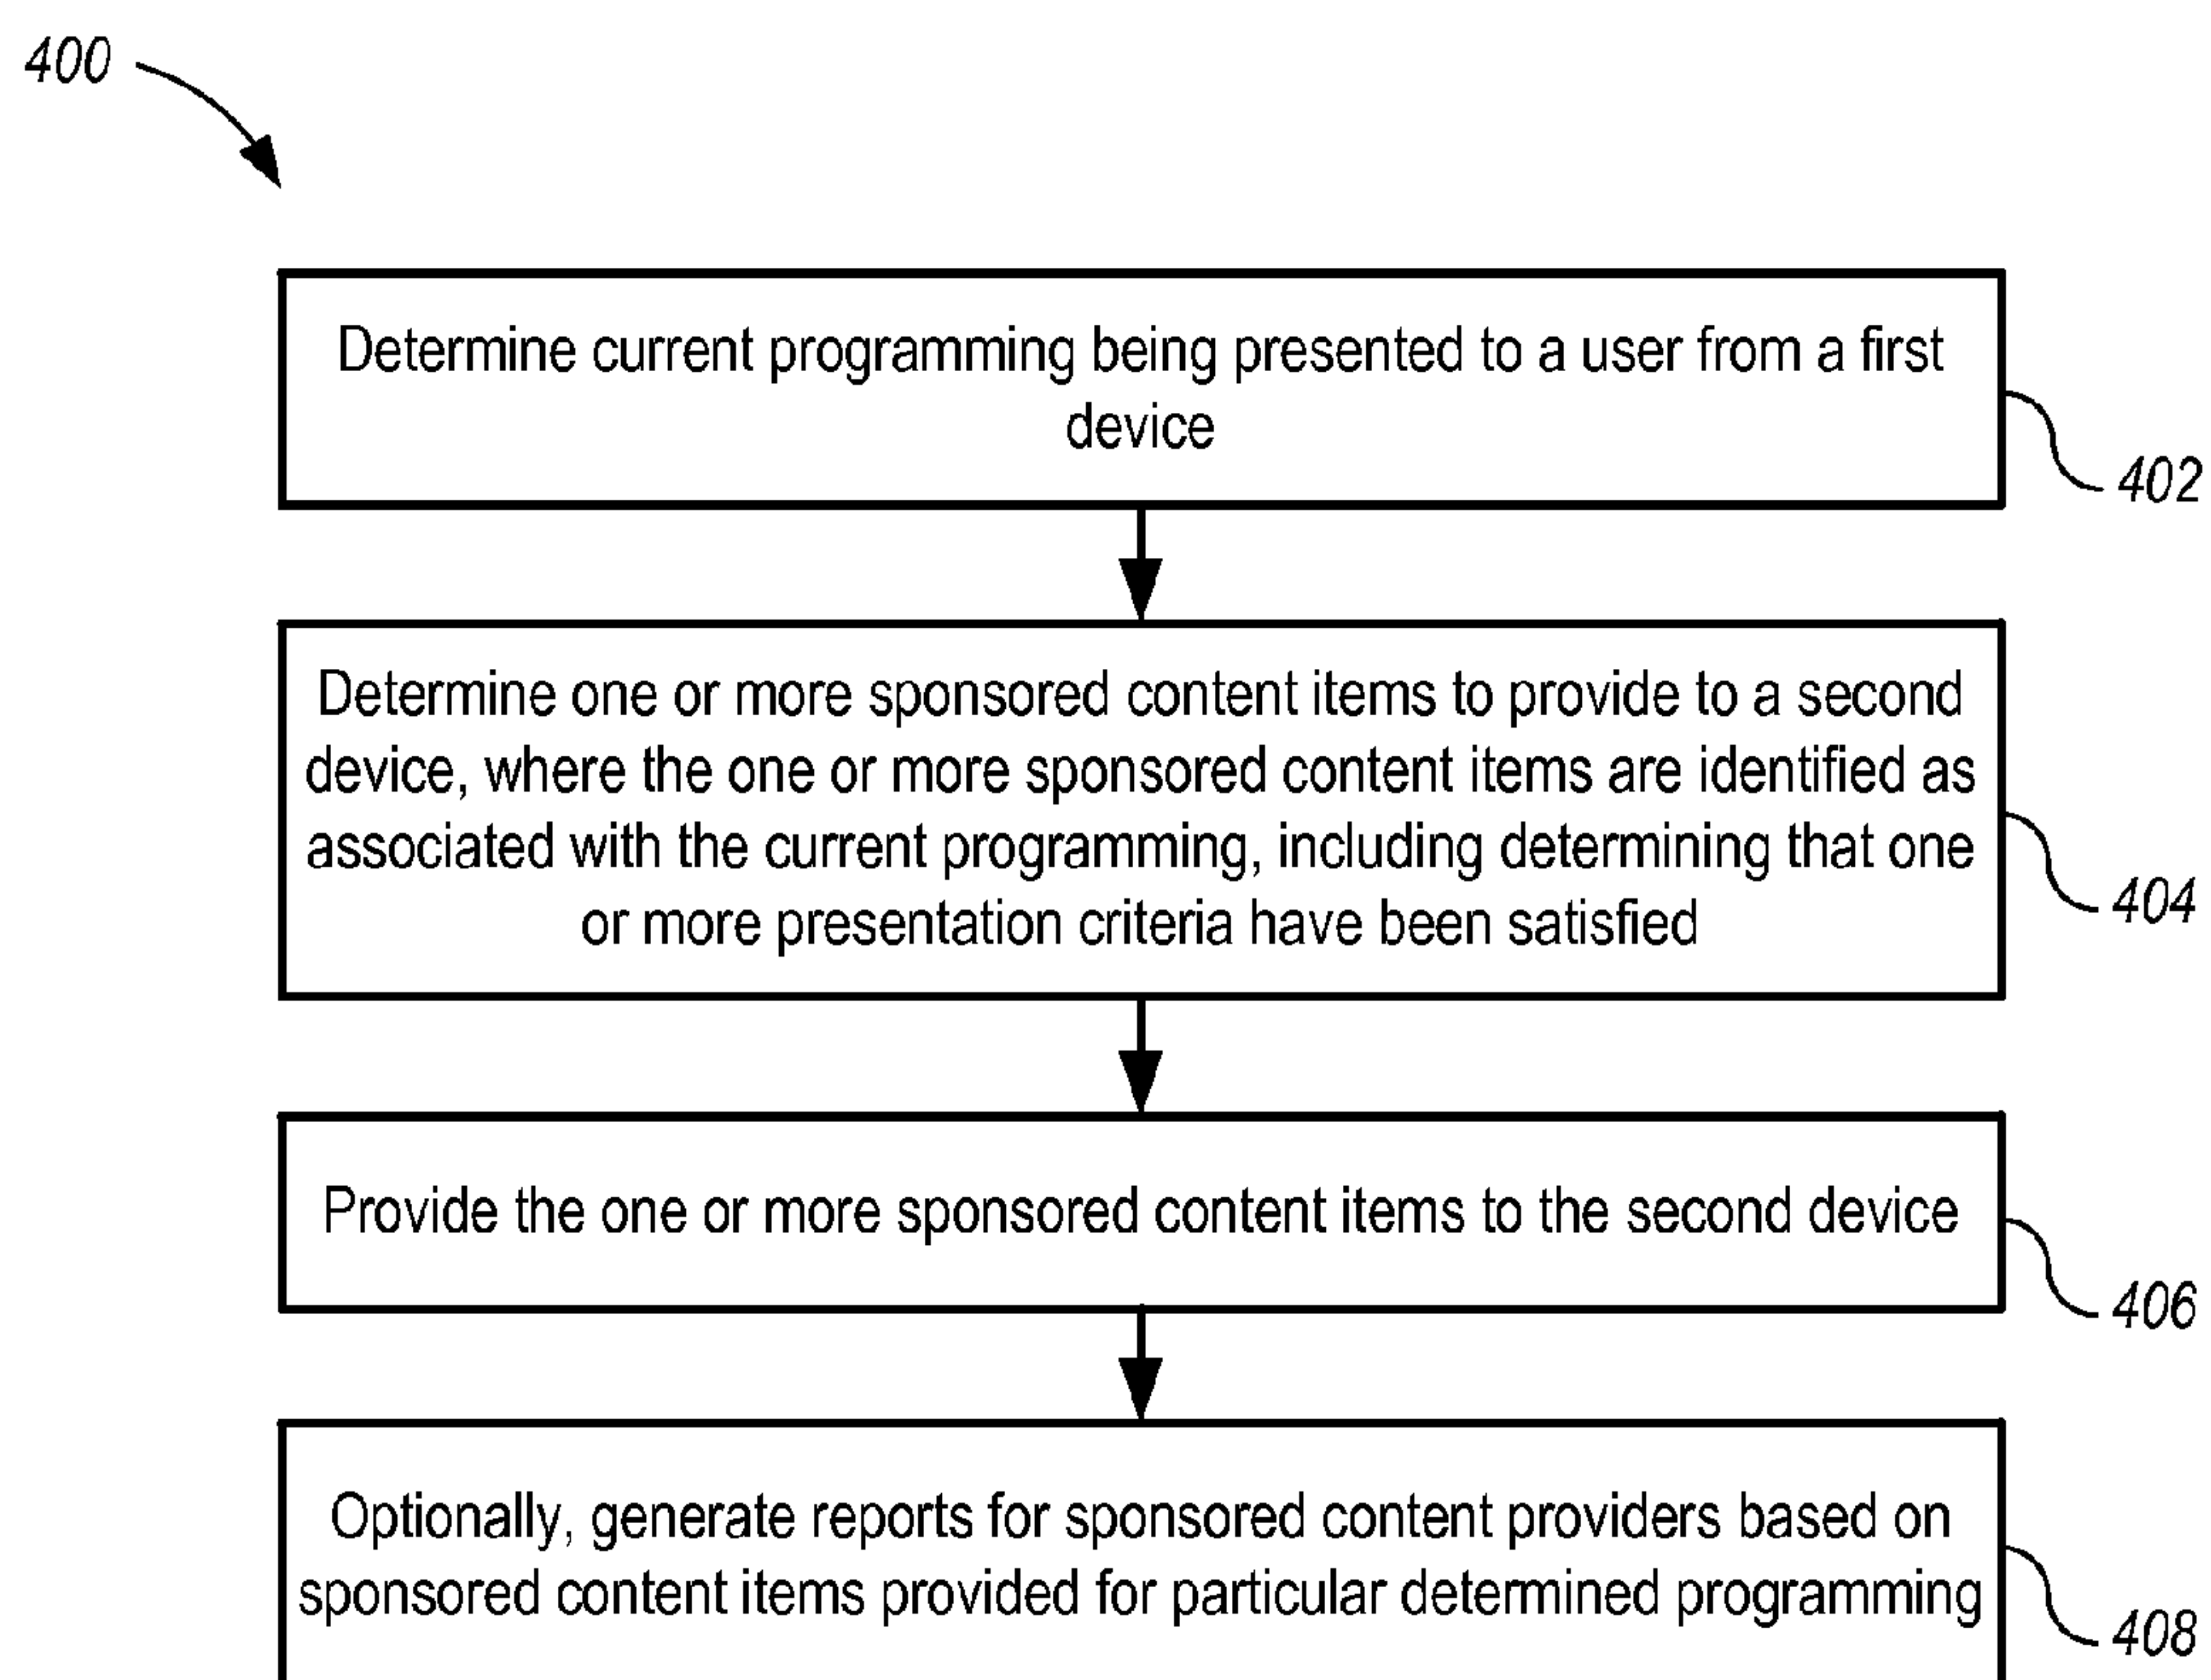 400
Determine current programming being presented to a user from a first
device
402
Determine one or more sponsored content items to provide to a second
device, where the one or more sponsored content items are identified as
associated with the current programming, including determining that one
or more presentation criteria have been satisfied
404
Provide the one or more sponsored content items to the second device
406
Optionally, generate reports for sponsored content providers based on
sponsored content items provided for particular determined programming
408